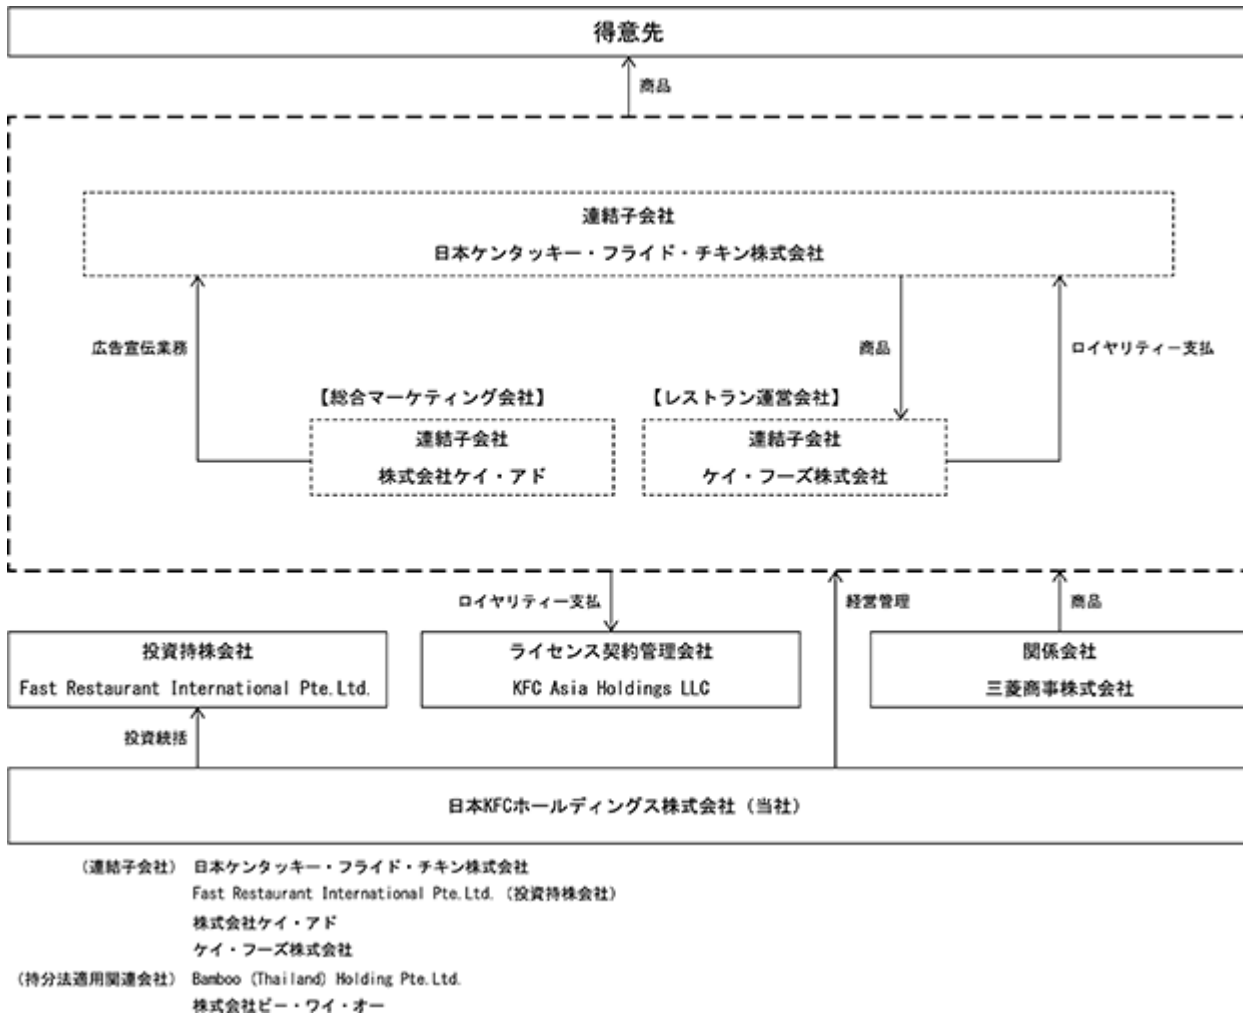 得意先
商品
連結子会社
日本ケンタッキー・フライド・チキン株式会社
広告宣伝業務
商品
ロイヤリティー支払
【総合マーケティング会社】
【レストラン運営会社】
連結子会社
株式会社ケイ・アド
連結子会社
ケイ・フーズ株式会社
ロイヤリティー支払
経営管理
商品
投資持株会社
Fast Restaurant International Pte.Ltd.
ライセンス契約管理会社
KFC Asia Holdings LLC
関係会社
三菱商事株式会社
投資統括
日本KFCホールディングス株式会社（当社）
（連結子会社） 日本ケンタッキー・フライド・チキン株式会社
Fast Restaurant International Pte.Ltd.（投資持株会社）
株式会社ケイ・アド
ケイ・フーズ株式会社
（持分法適用関連会社） Bamboo (Thailand) Holding Pte.Ltd.
株式会社ビー・ワイ・オー